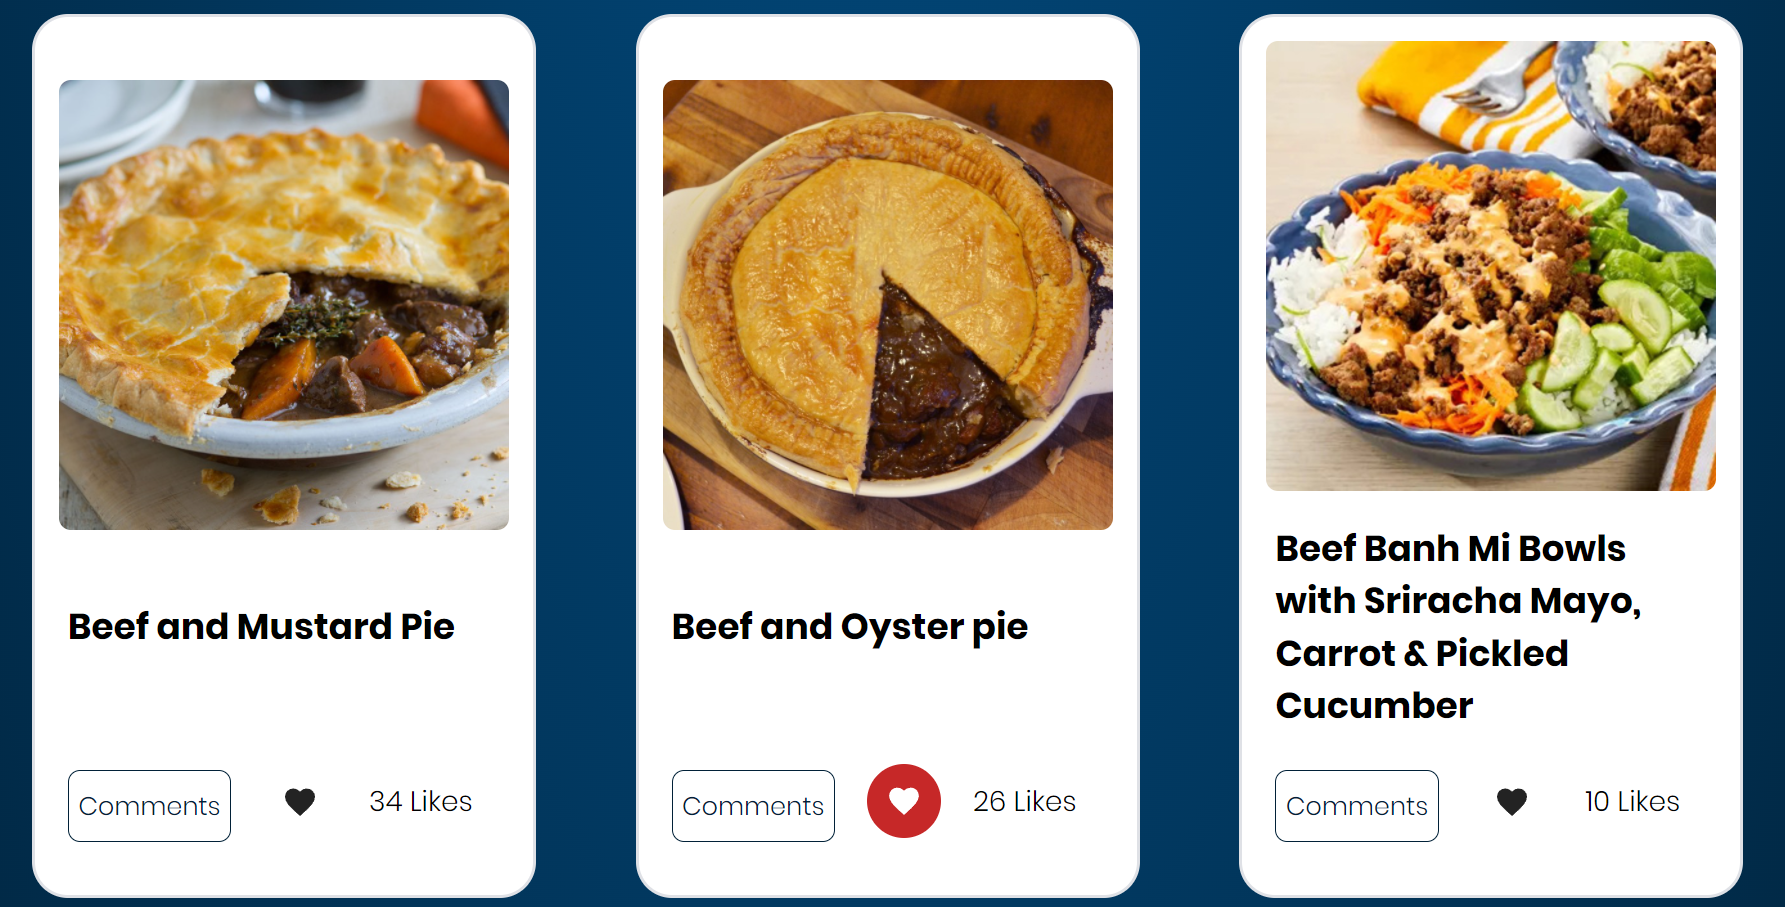 Beef and Mustard Pie
Comments
34 Likes
Beef and Oyster pie
Comments
26 Likes
Beef Banh Mi Bowls
with Sriracha Mayo,
Carrot & Pickled
Cucumber
Comments
10 Likes